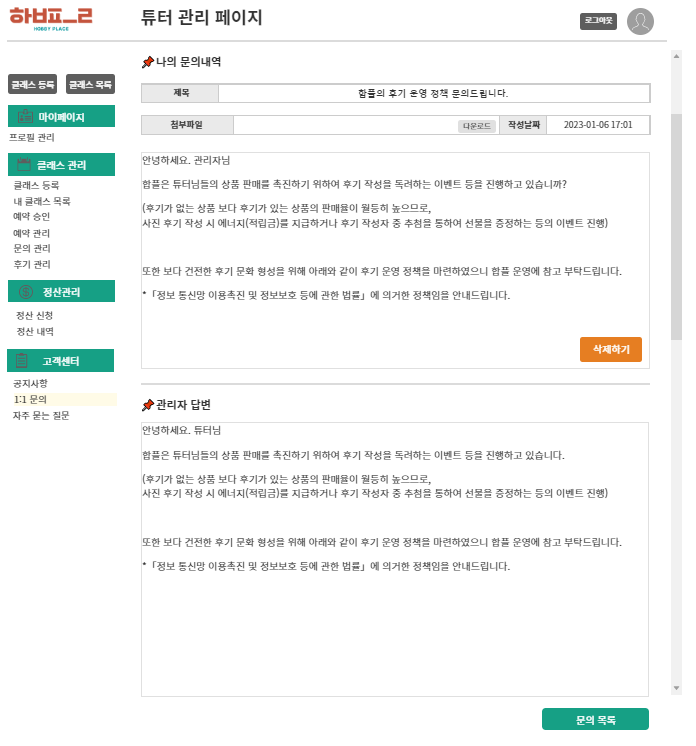 하비프로
HOBBY PLACE
튜터 관리 페이지
로그아웃
클래스 등록
클래스 목록
마이페이지
프로필 관리
클래스 관리
클래스 등록
내 클래스 목록
예약 승인
예약 관리
문의 관리
후기 관리
정산관리
정산 신청
정산 내역
고객센터
공지사항
1:1 문의
자주 묻는 질문
나의 문의내역
제목
합플의 후기 운영 정책 문의드립니다.
첨부파일
다운로드
작성날짜
2023-01-06 17:01
안녕하세요. 관리자님
합플은 튜터님들의 상품 판매를 촉진하기 위하여 후기 작성을 독려하는 이벤트 등을 진행하고 있습니까?
(후기가 없는 상품 보다 후기가 있는 상품의 판매율이 월등히 높으므로,
사진 후기 작성 시 에너지(적립금)를 지급하거나 후기 작성자 중 추첨을 통하여 선물을 증정하는 등의 이벤트 진행)
또한 보다 건전한 후기 문화 형성을 위해 아래와 같이 후기 운영 정책을 마련하였으니 합플 운영에 참고 부탁드립니다.
*「정보 통신망 이용촉진 및 정보보호 등에 관한 법률」에 의거한 정책임을 안내드립니다.
삭제하기
관리자 답변
안녕하세요. 튜터님
합플은 튜터님들의 상품 판매를 촉진하기 위하여 후기 작성을 독려하는 이벤트 등을 진행하고 있습니다.
(후기가 없는 상품 보다 후기가 있는 상품의 판매율이 월등히 높으므로,
사진 후기 작성 시 에너지(적립금)를 지급하거나 후기 작성자 중 추첨을 통하여 선물을 증정하는 등의 이벤트 진행)
또한 보다 건전한 후기 문화 형성을 위해 아래와 같이 후기 운영 정책을 마련하였으니 합플 운영에 참고 부탁드립니다.
*「정보 통신망 이용촉진 및 정보보호 등에 관한 법률」에 의거한 정책임을 안내드립니다.
문의 목록